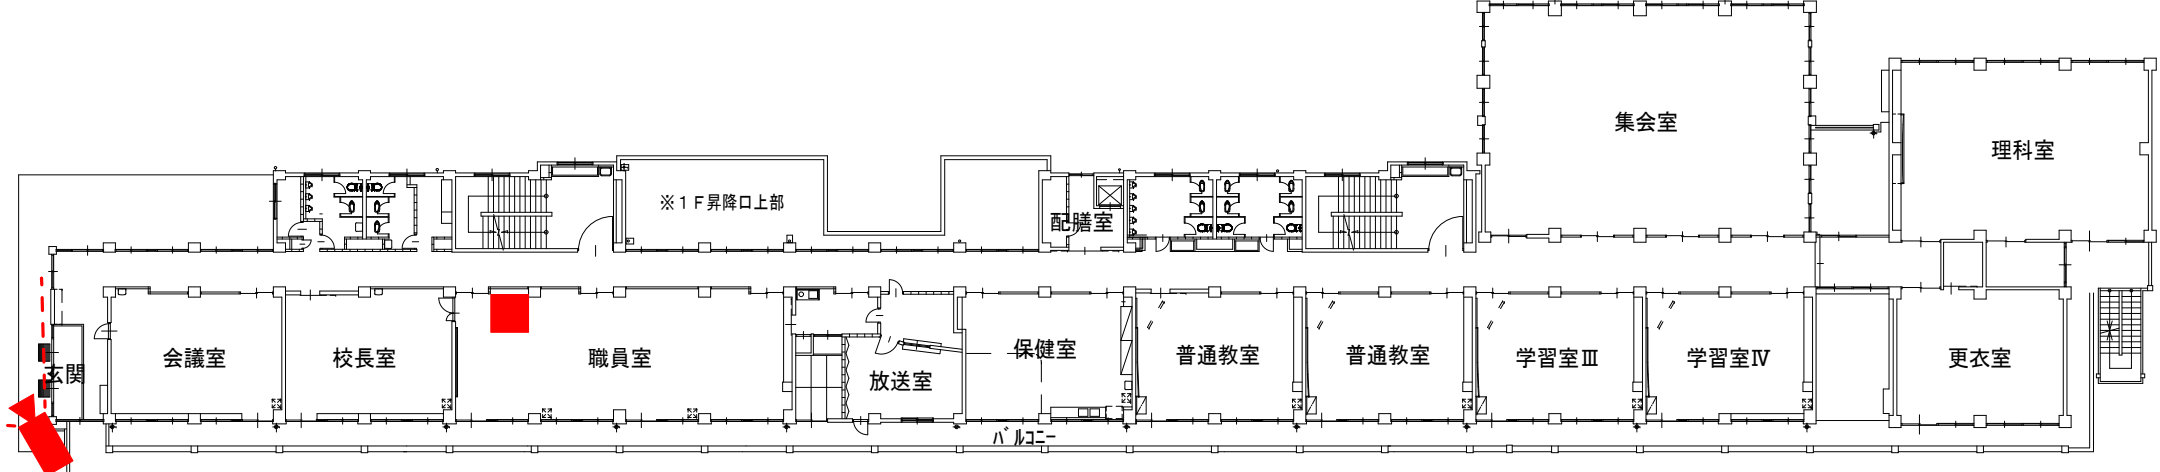 集会室
理科室
※１Ｆ昇降口上部
配膳室
会議室
校長室
職員室
放送室
保健室
普通教室
普通教室
学習室Ⅲ
学習室Ⅳ
更衣室
玄関
バルコニー